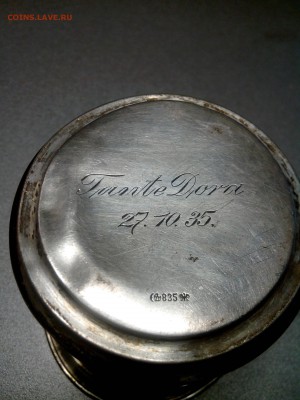 COINS.LAVE.RU
Tante Dora
27.10.35.
835